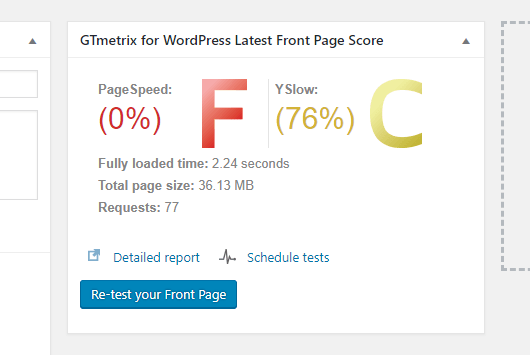 GTmetrix for WordPress Latest Front Page Score
PageSpeed:
(0%)
F
YSlow:
(76%)
C
Fully loaded time: 2.24 seconds
Total page size: 36.13 MB
Requests: 77
Detailed report
Schedule tests
Re-test your Front Page